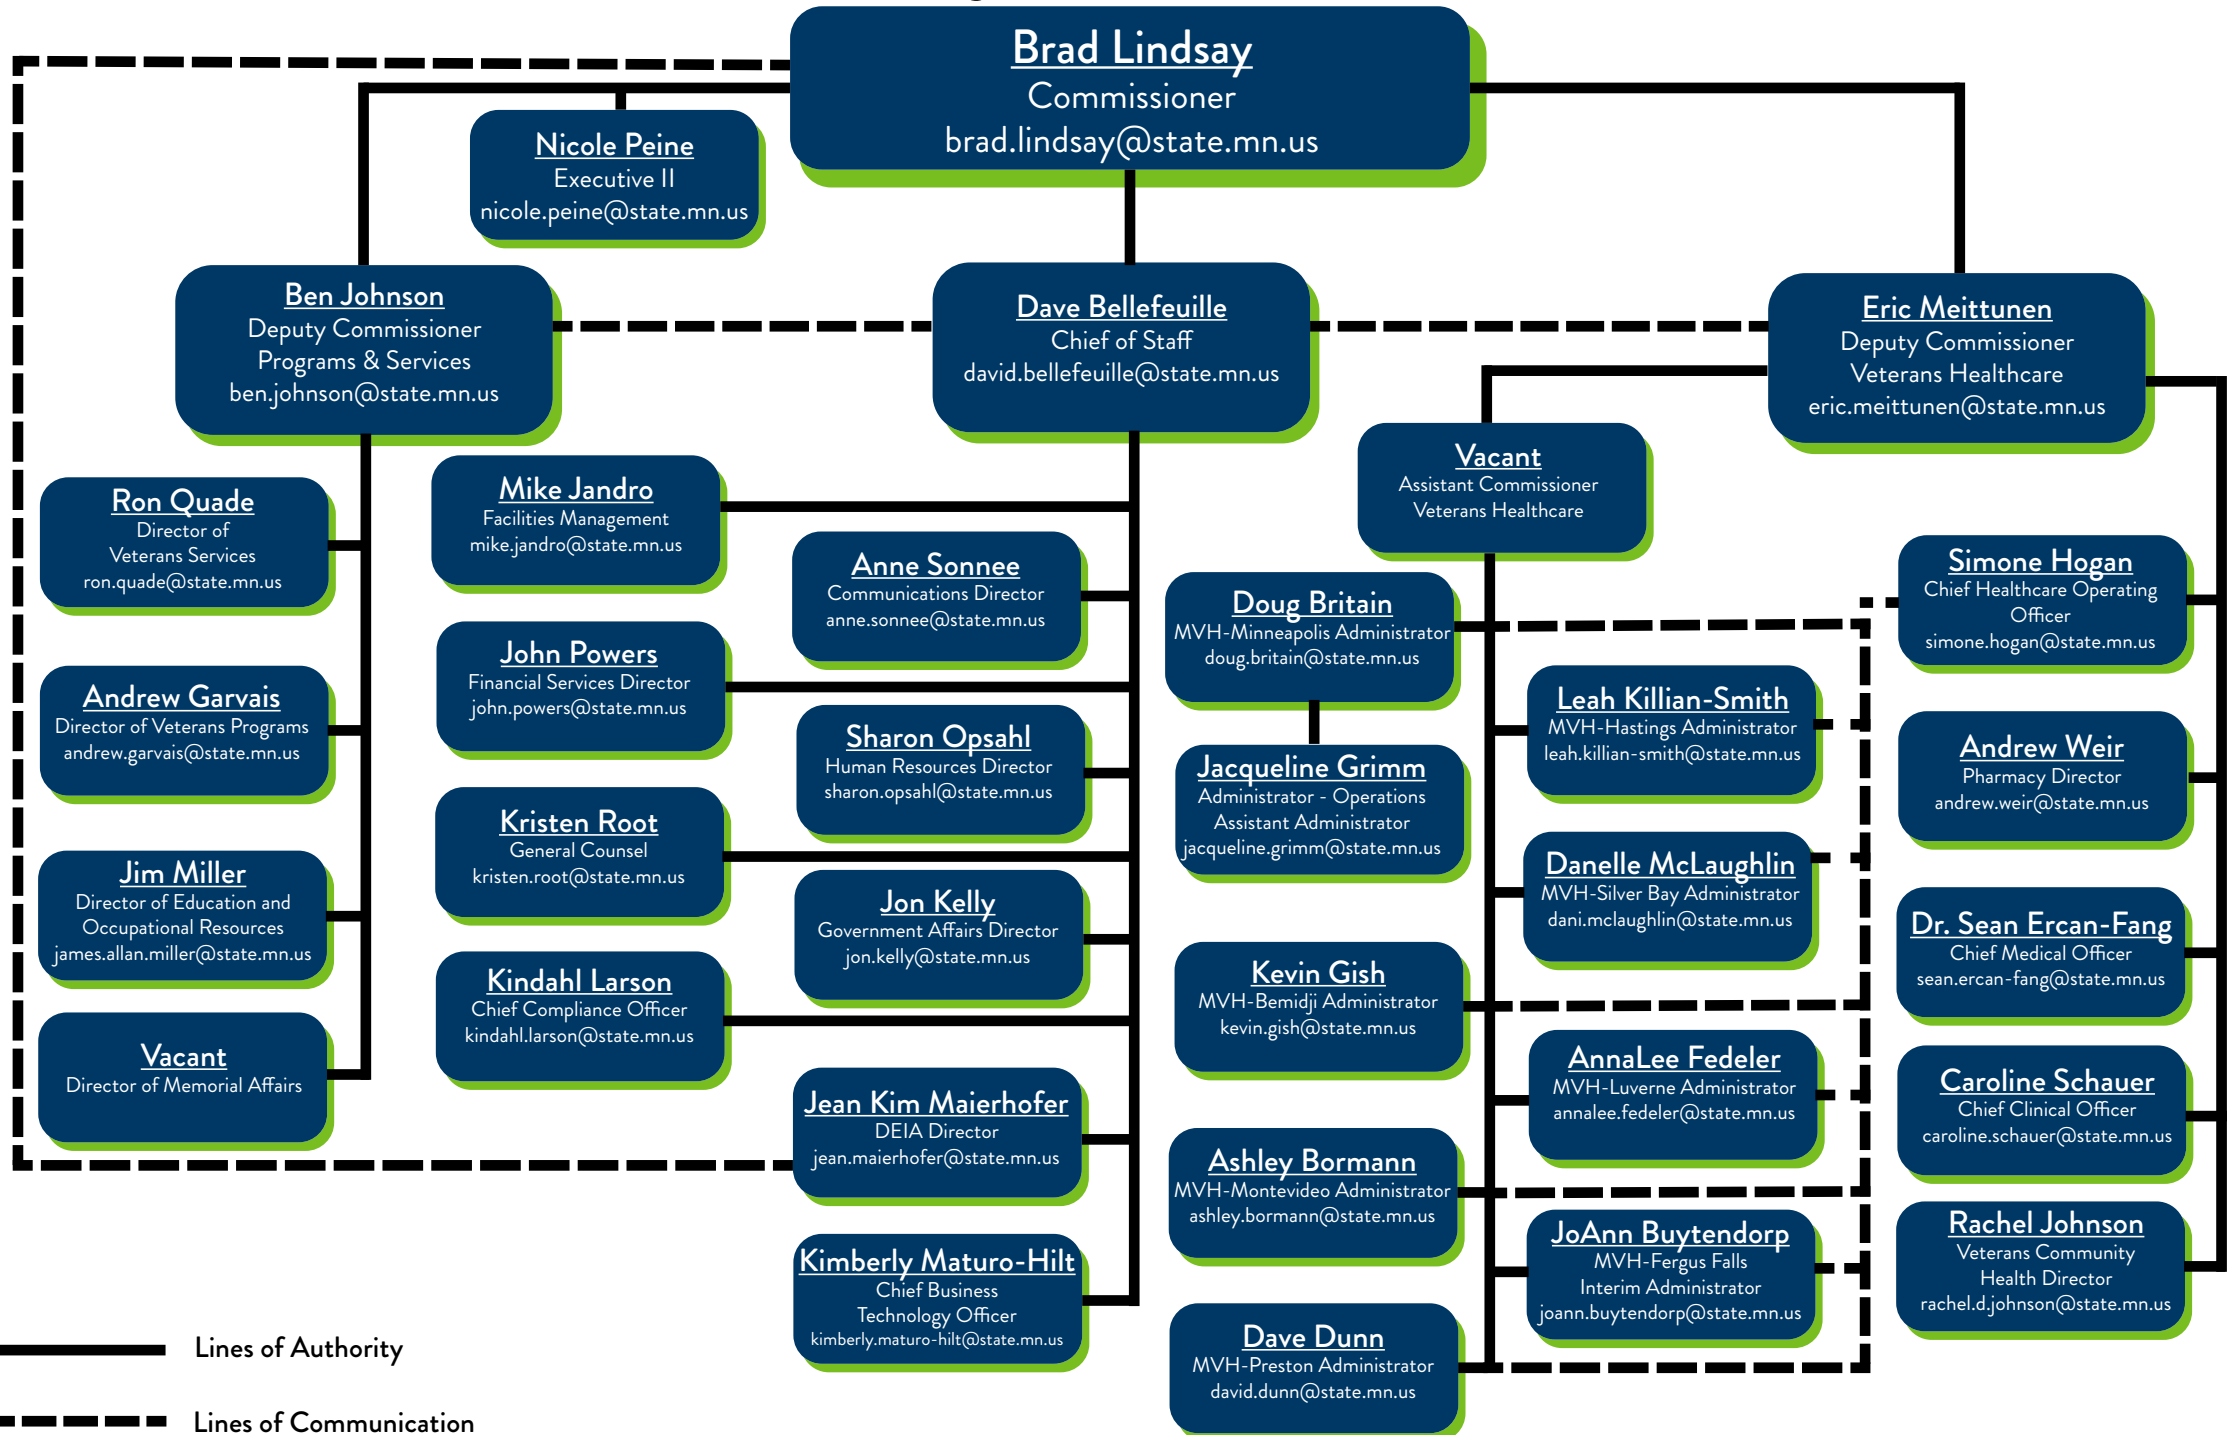 Brad Lindsay
Commissioner
brad.lindsay@state.mn.us
Nicole Peine
Executive II
nicole.peine@state.mn.us
Ben Johnson
Deputy Commissioner
Programs & Services
ben.johnson@state.mn.us
Dave Bellefeuille
Chief of Staff
david.bellefeuille@state.mn.us
Eric Meittunen
Deputy Commissioner
Veterans Healthcare
eric.meittunen@state.mn.us
Ron Quade
Director of
Veterans Services
ron.quade@state.mn.us
Andrew Garvais
Director of Veterans Programs
andrew.garvais@state.mn.us
Jim Miller
Director of Education and
Occupational Resources
james.allan.miller@state.mn.us
Vacant
Director of Memorial Affairs
Mike Jandro
Facilities Management
mike.jandro@state.mn.us
Anne Sonnee
Communications Director
anne.sonnee@state.mn.us
John Powers
Financial Services Director
john.powers@state.mn.us
Sharon Opsahl
Human Resources Director
sharon.opsahl@state.mn.us
Kristen Root
General Counsel
kristen.root@state.mn.us
Jon Kelly
Government Affairs Director
jon.kelly@state.mn.us
Kindahl Larson
Chief Compliance Officer
kindahl.larson@state.mn.us
Jean Kim Maierhofer
DEIA Director
jean.maierhofer@state.mn.us
Kimberly Maturo-Hilt
Chief Business
Technology Officer
kimberly.maturo-hilt@state.mn.us
Vacant
Assistant Commissioner
Veterans Healthcare
Doug Britain
MVH-Minneapolis Administrator
doug.britain@state.mn.us
Jacqueline Grimm
Administrator - Operations
Assistant Administrator
jacqueline.grimm@state.mn.us
Leah Killian-Smith
MVH-Hastings Administrator
leah.killian-smith@state.mn.us
Danelle McLaughlin
MVH-Silver Bay Administrator
dani.mclaughlin@state.mn.us
Kevin Gish
MVH-Bemidji Administrator
kevin.gish@state.mn.us
AnnaLee Fedeler
MVH-Luverne Administrator
annalee.fedeler@state.mn.us
Ashley Bormann
MVH-Montevideo Administrator
ashley.bormann@state.mn.us
JoAnn Buytendorp
MVH-Fergus Falls
Interim Administrator
joann.buytendorp@state.mn.us
Dave Dunn
MVH-Preston Administrator
david.dunn@state.mn.us
Simone Hogan
Chief Healthcare Operating
Officer
simone.hogan@state.mn.us
Andrew Weir
Pharmacy Director
andrew.weir@state.mn.us
Dr. Sean Ercan-Fang
Chief Medical Officer
sean.ercan-fang@state.mn.us
Caroline Schauer
Chief Clinical Officer
caroline.schauer@state.mn.us
Rachel Johnson
Veterans Community
Health Director
rachel.d.johnson@state.mn.us
Lines of Authority
Lines of Communication